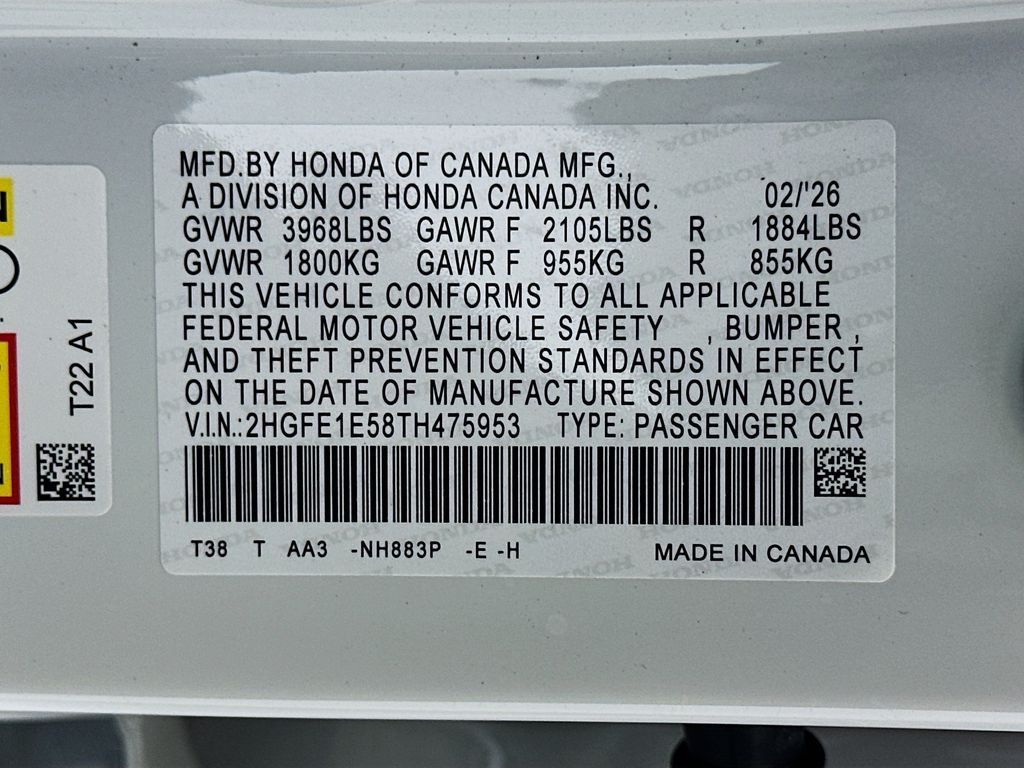 MFD.BY HONDA OF CANADA MFG.,
A DIVISION OF HONDA CANADA INC. 02/'26
GVWR 3968LBS GAWR F 2105LBS R 1884LBS
GVWR 1800KG GAWR F 955KG R 855KG
THIS VEHICLE CONFORMS TO ALL APPLICABLE
FEDERAL MOTOR VEHICLE SAFETY , BUMPER ,
AND THEFT PREVENTION STANDARDS IN EFFECT
ON THE DATE OF MANUFACTURE SHOWN ABOVE.
V.I.N.:2HGFE1E58TH475953 TYPE: PASSENGER CAR
T38 T AA3 -NH883P -E -H MADE IN CANADA
T22 A1